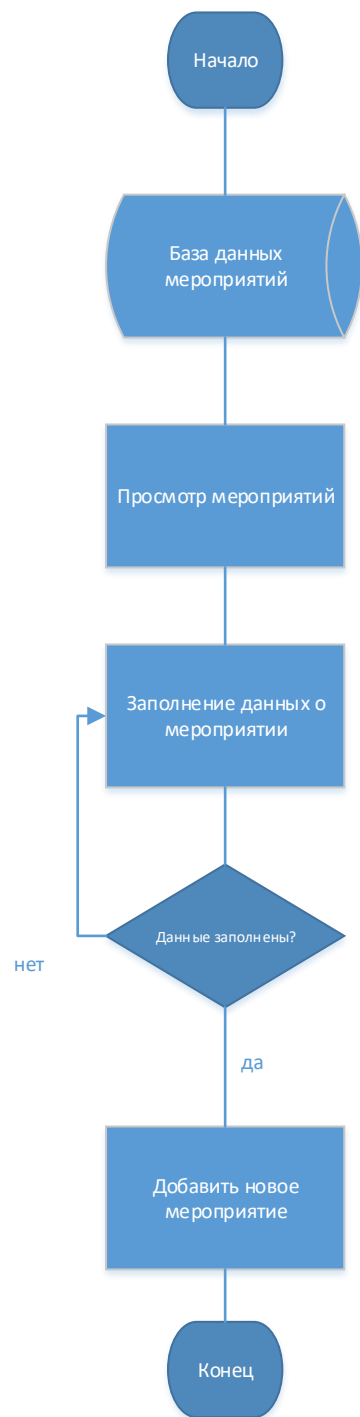 Начало
База данных
мероприятий
Просмотр мероприятий
Заполнение данных о
мероприятии
Данные заполнены?
нет
да
Добавить новое
мероприятие
Конец